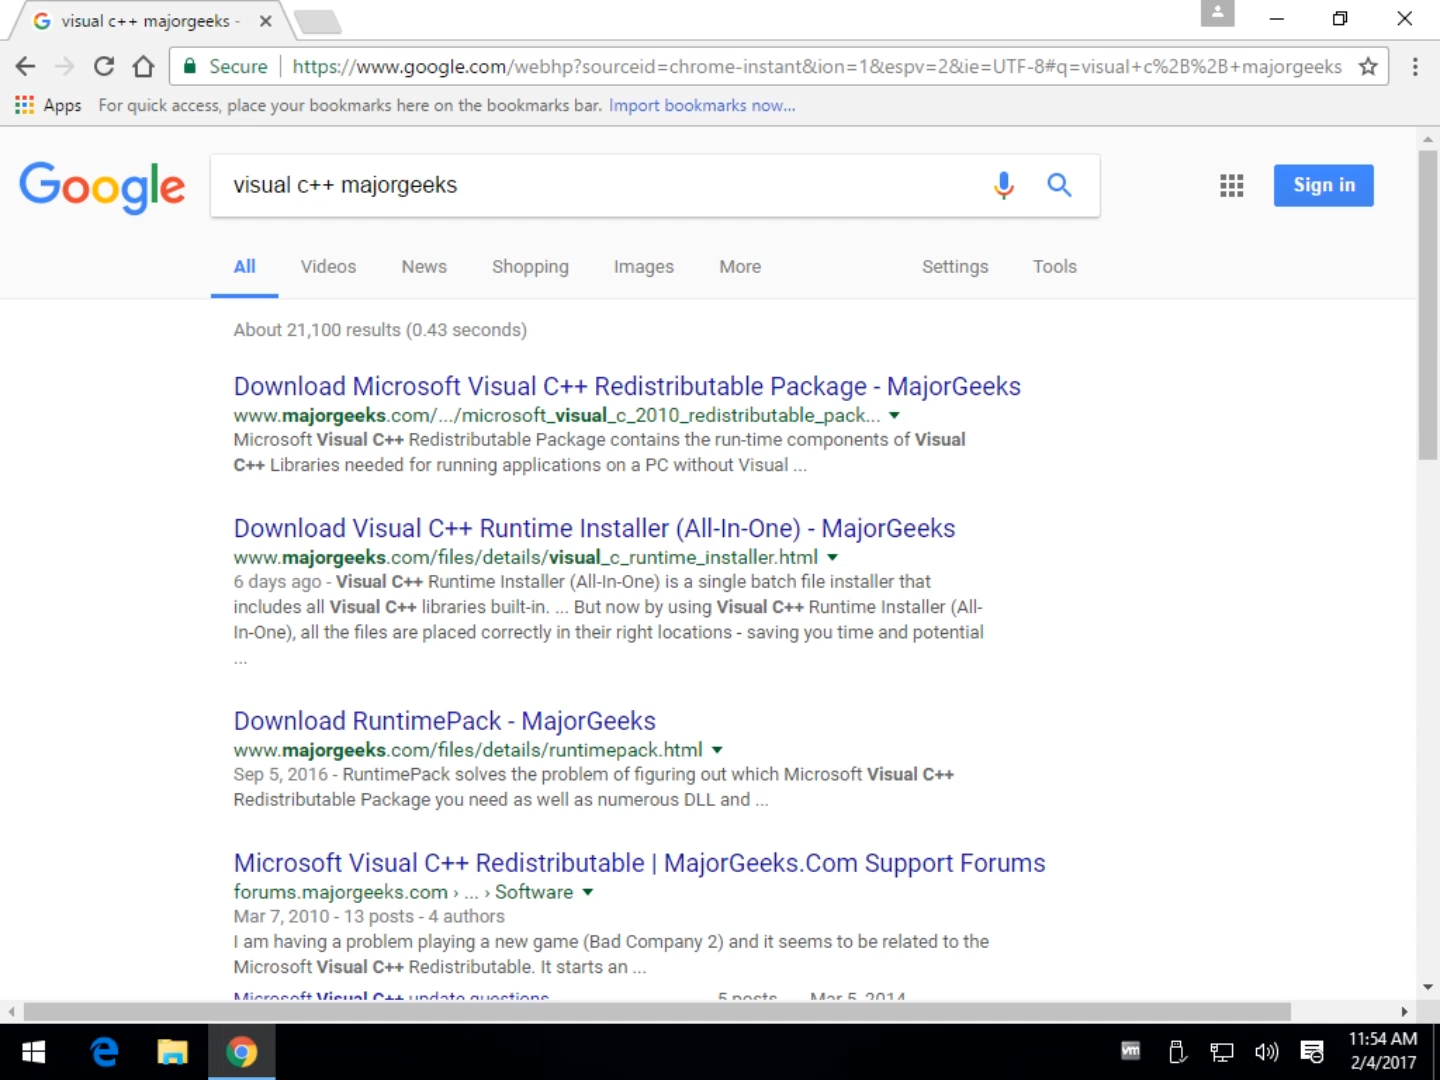 visual c++ majorgeeks -
Secure
https://www.google.com/webhp?sourceid=chrome-instant&ion=1&espv=2&ie=UTF-8#q=visual+c%2B%2B+majorgeeks
Apps
For quick access, place your bookmarks here on the bookmarks bar. Import bookmarks now...
Google
visual c++ majorgeeks
Sign in
All
Videos
News
Shopping
Images
More
Settings
Tools
About 21,100 results (0.43 seconds)
Download Microsoft Visual C++ Redistributable Package - MajorGeeks
www.majorgeeks.com/.../microsoft_visual_c_2010_redistributable_pack...
Microsoft Visual C++ Redistributable Package contains the run-time components of Visual
C++ Libraries needed for running applications on a PC without Visual ...
Download Visual C++ Runtime Installer (All-In-One) - MajorGeeks
www.majorgeeks.com/files/details/visual_c_runtime_installer.html
6 days ago - Visual C++ Runtime Installer (All-In-One) is a single batch file installer that
includes all Visual C++ libraries built-in. ... But now by using Visual C++ Runtime Installer (All-
In-One), all the files are placed correctly in their right locations - saving you time and potential
...
Download RuntimePack - MajorGeeks
www.majorgeeks.com/files/details/runtimepack.html
Sep 5, 2016 - RuntimePack solves the problem of figuring out which Microsoft Visual C++
Redistributable Package you need as well as numerous DLL and ...
Microsoft Visual C++ Redistributable | MajorGeeks.Com Support Forums
forums.majorgeeks.com › ... › Software
Mar 7, 2010 - 13 posts - 4 authors
I am having a problem playing a new game (Bad Company 2) and it seems to be related to the
Microsoft Visual C++ Redistributable. It starts an ...
Microsoft Visual C++ update questions
5 posts
Mar 5, 2014
vm
11:54 AM
2/4/2017